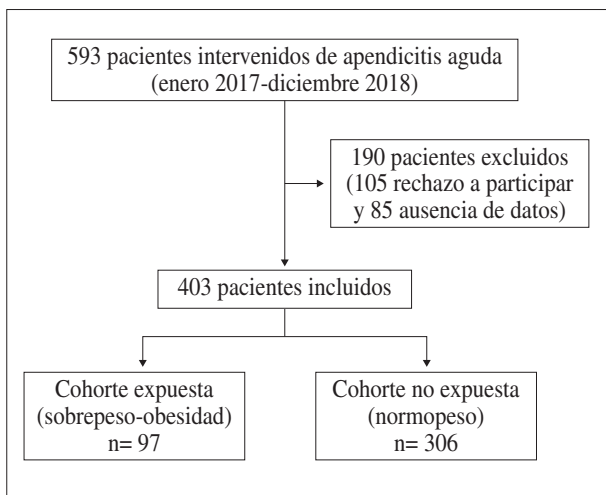 593 pacientes intervenidos de apendicitis aguda
(enero 2017-diciembre 2018)
190 pacientes excluidos
(105 rechazo a participar
y 85 ausencia de datos)
403 pacientes incluidos
Cohorte expuesta
(sobrepeso-obesidad)
n= 97
Cohorte no expuesta
(normopeso)
n= 306